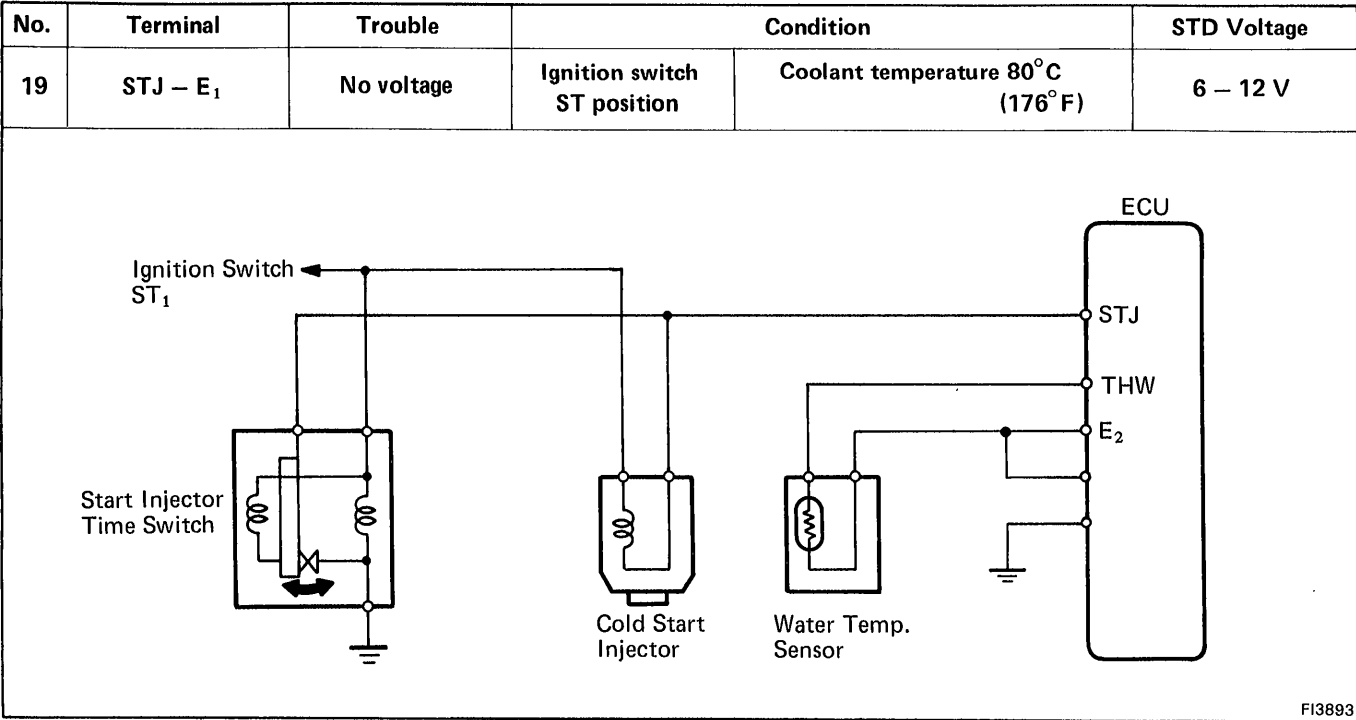 No. Terminal Trouble Condition STD Voltage
19 STJ – E₁ No voltage Ignition switch ST position Coolant temperature 80°C (176°F) 6 – 12 V
ECU
Ignition Switch
ST₁
STJ
THW
E₂
Start Injector
Time Switch
Cold Start
Injector
Water Temp.
Sensor
FI3893